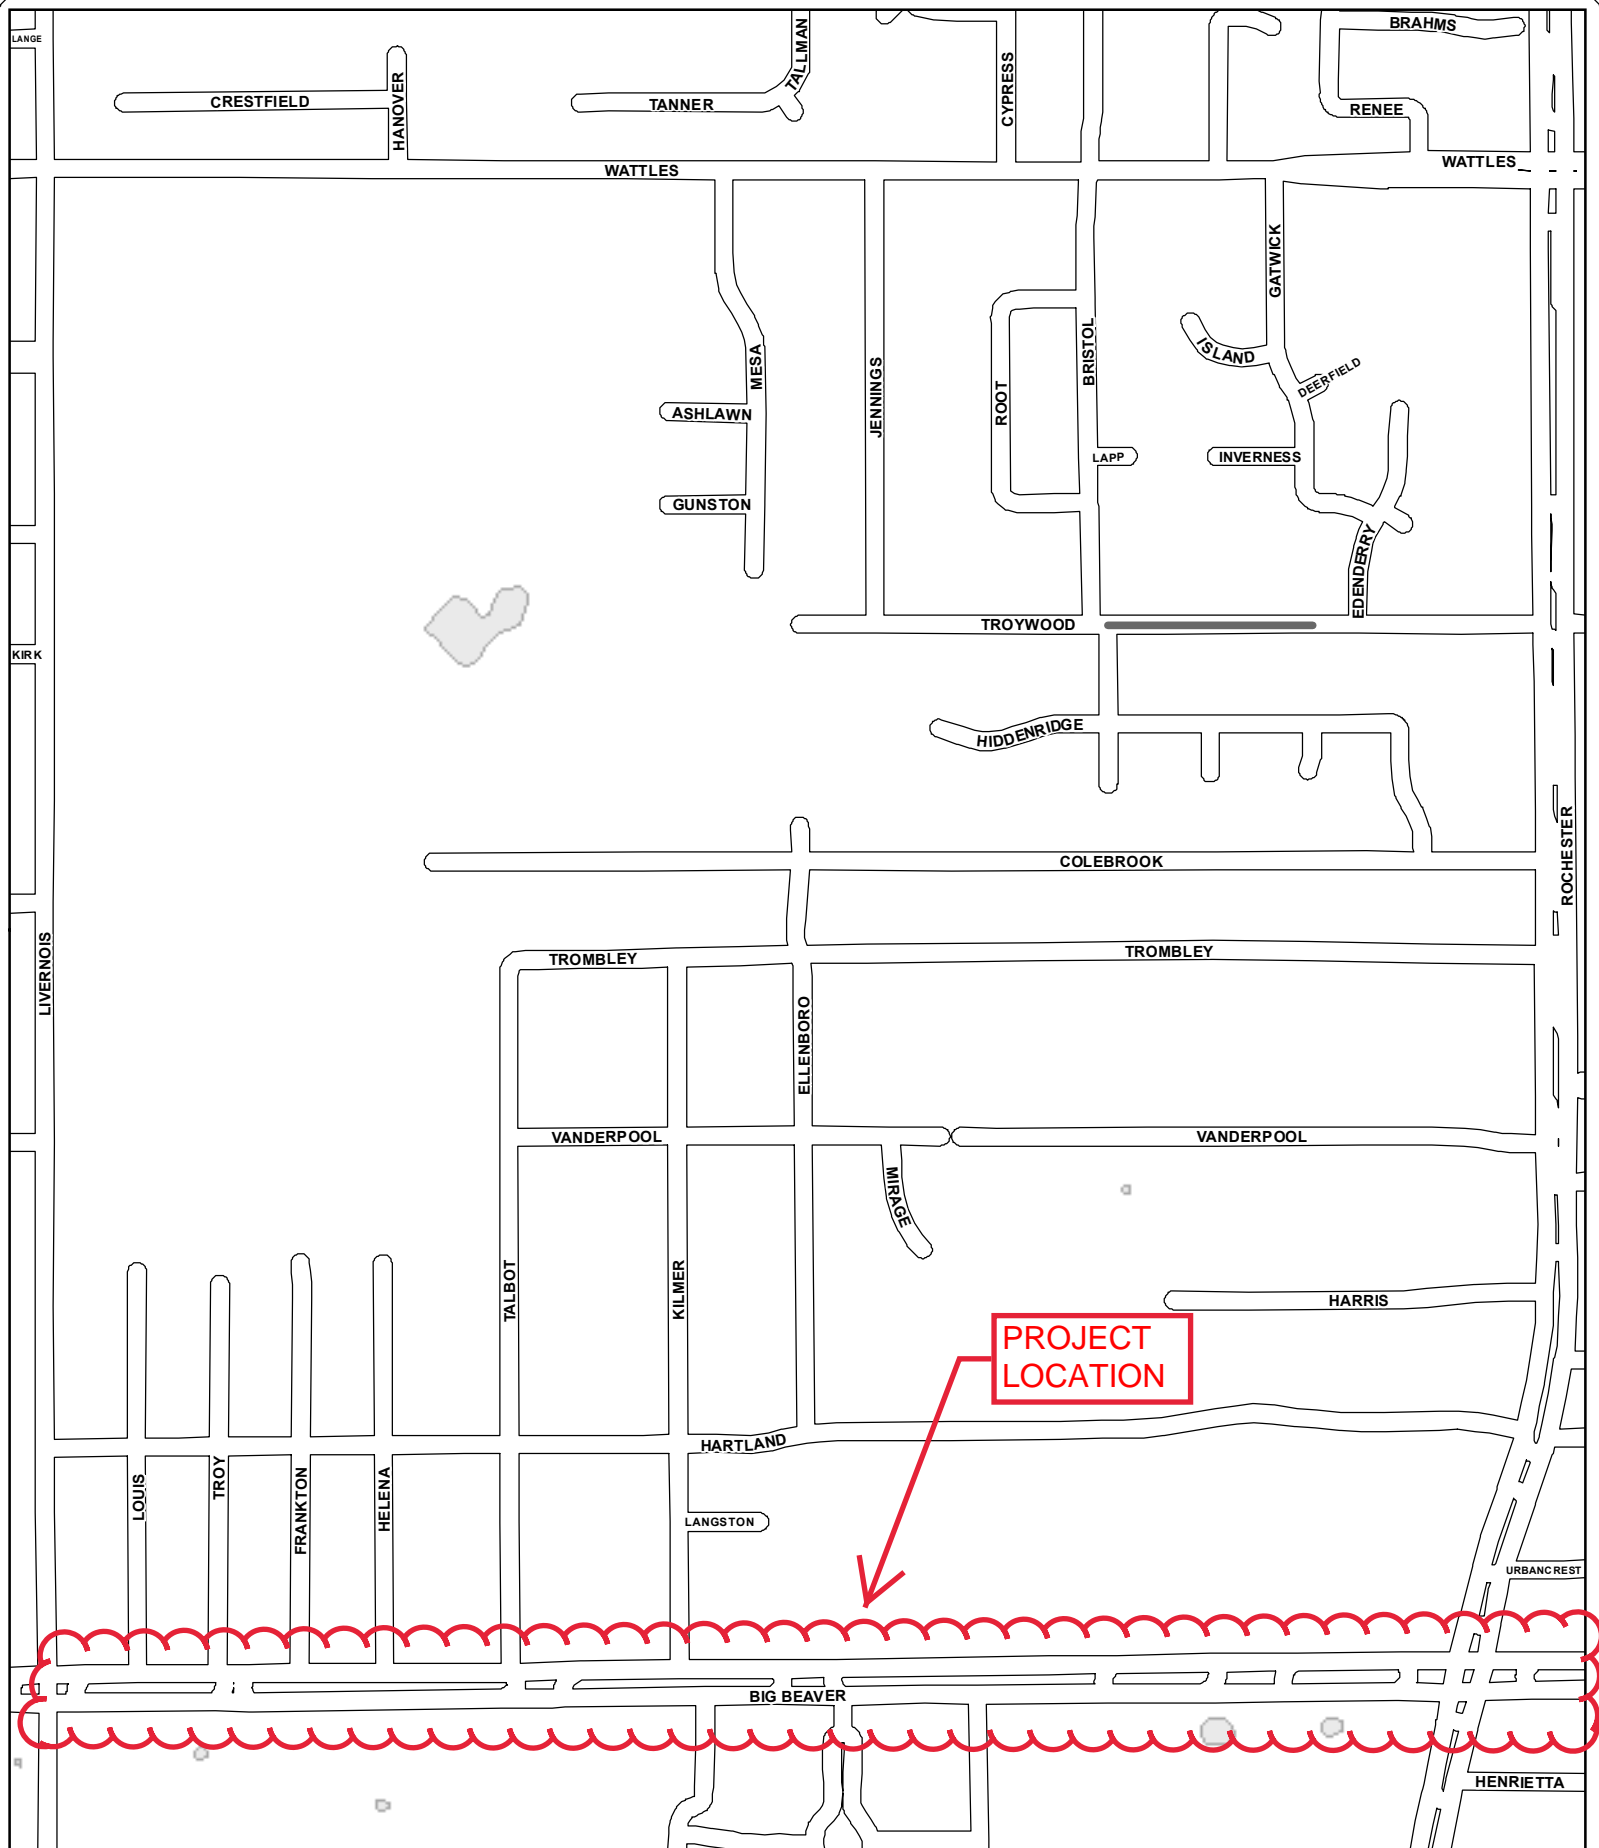 BRAHMS
LANGE
TALLMAN
CYPRESS
CRESTFIELD
HANOVER
TANNER
RENEE
WATTLES
WATTLES
GATWICK
MESA
JENNINGS
ROOT
BRISTOL
ISLAND
DEERFIELD
ASHLAWN
LAPP
INVERNESS
GUNSTON
EDENDERRY
TROYWOOD
KIRK
HIDDENRIDGE
COLEBROOK
ROCHESTER
LIVERNOIS
TROMBLEY
TROMBLEY
ELLENBORO
VANDERPOOL
VANDERPOOL
MIRAGE
TALBOT
KILMER
HARRIS
PROJECT
LOCATION
HARTLAND
LOUIS
TROY
FRANKTON
HELENA
LANGSTON
URBANCREST
BIG BEAVER
HENRIETTA